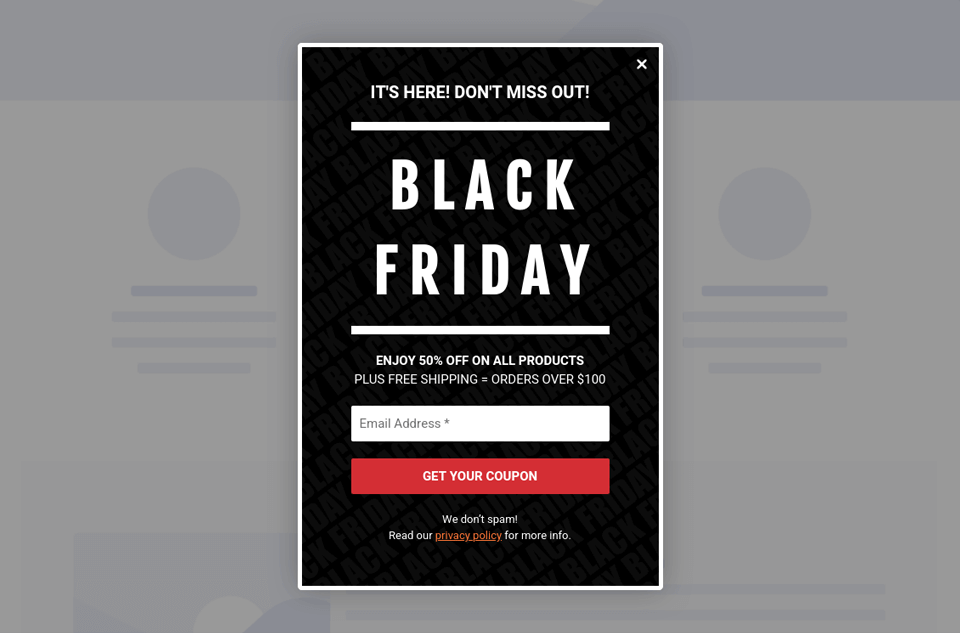 IT'S HERE! DON'T MISS OUT!
BLACK
FRIDAY
ENJOY 50% OFF ON ALL PRODUCTS
PLUS FREE SHIPPING = ORDERS OVER $100
Email Address *
GET YOUR COUPON
We don't spam!
Read our privacy policy for more info.